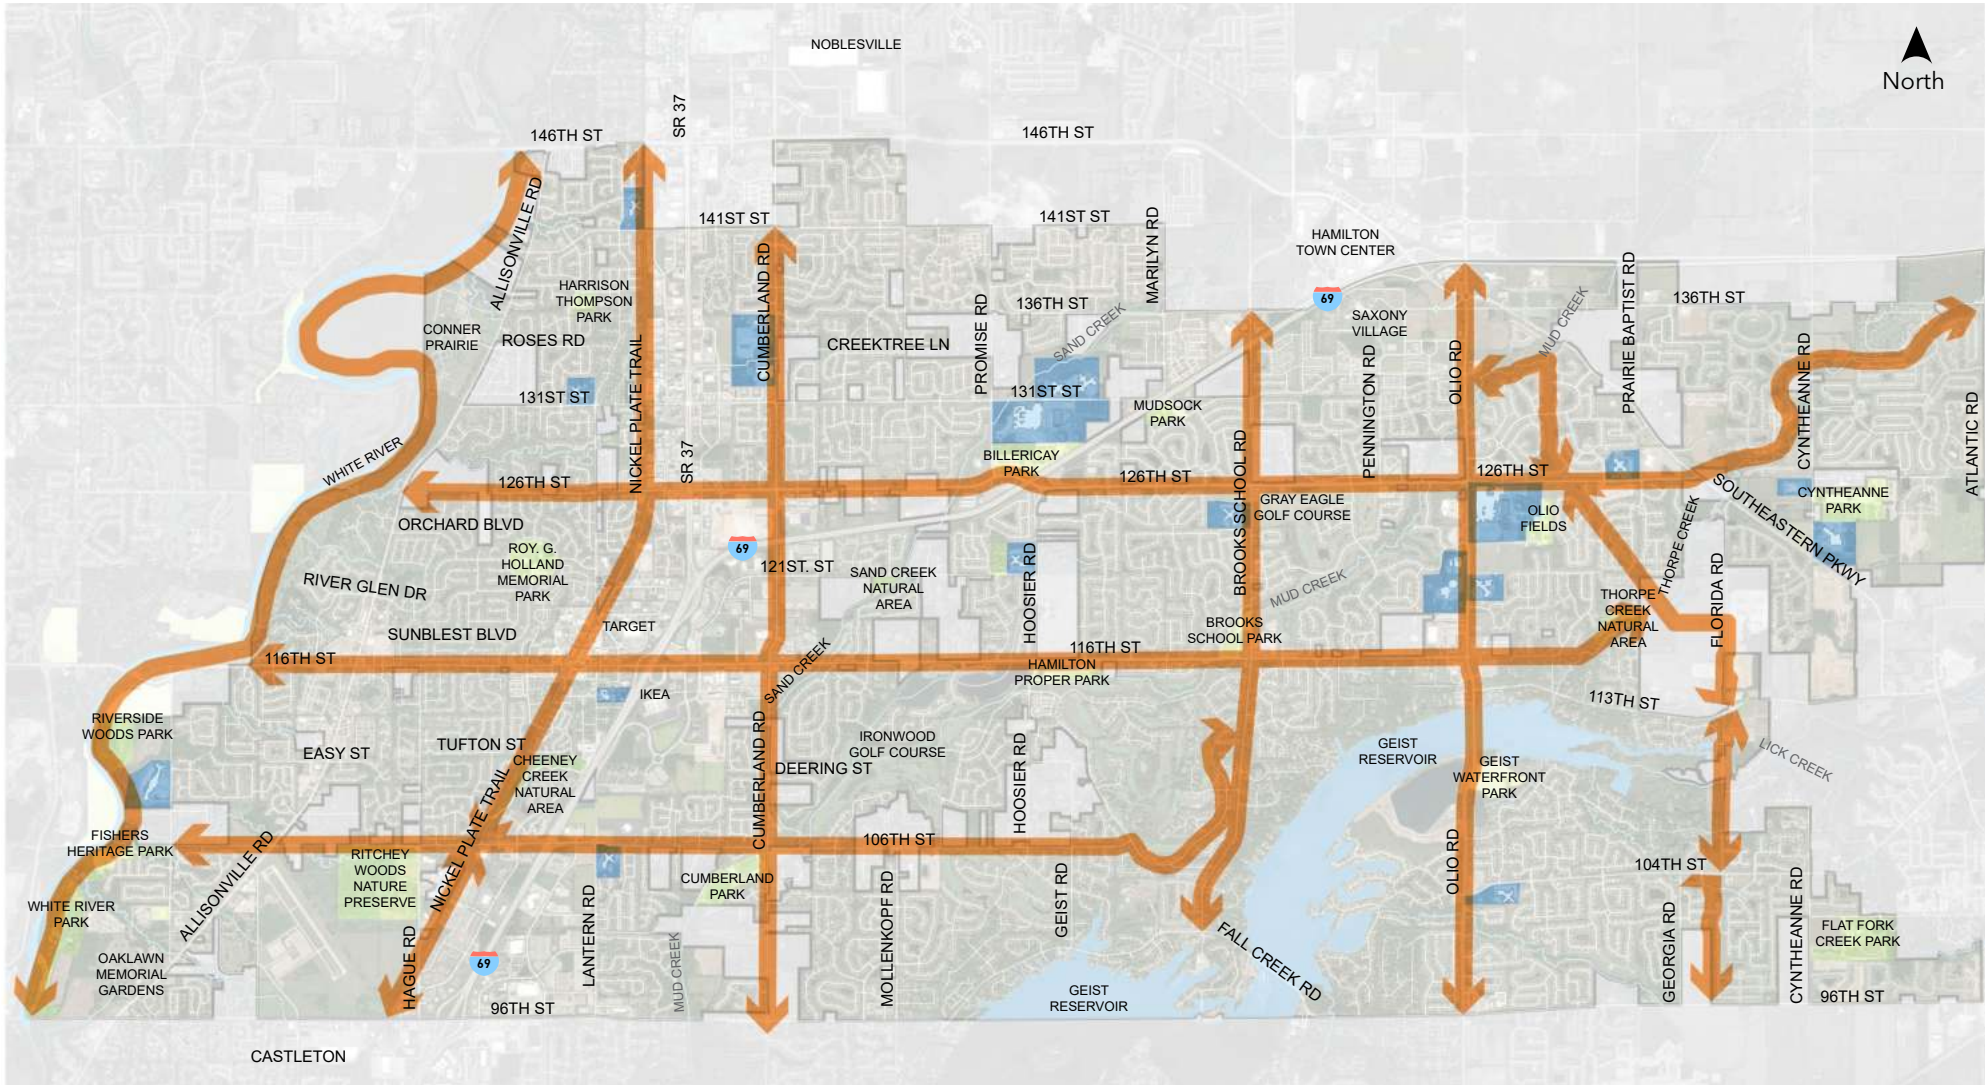 NOBLESVILLE
North
SR 37
146TH ST
146TH ST
141ST ST
141ST ST
ALLISONVILLE RD
MARILYN RD
HAMILTON
TOWN CENTER
CUMBERLAND RD
PRAIRIE BAPTIST RD
HARRISON
THOMPSON
PARK
136TH ST
136TH ST
69
PROMISE RD
SAND CREEK
MUD CREEK
SAXONY
VILLAGE
CONNER
PRAIRIE
ROSES RD
CREEKTREE LN
NICKEL PLATE TRAIL
PENNINGTON RD
OLIO RD
CYNTHEANNE RD
131ST ST
131ST ST
MUDSOCK
PARK
ATLANTIC RD
WHITE RIVER
SR 37
BILLERICAY
PARK
BROOKS SCHOOL RD
126TH ST
126TH ST
126TH ST
SOUTHEASTERN PKWY
CYNTHEANNE
PARK
GRAY EAGLE
GOLF COURSE
OLIO
FIELDS
ORCHARD BLVD
THORPE CREEK
69
ROY. G.
HOLLAND
MEMORIAL
PARK
121ST. ST
SAND CREEK
NATURAL
AREA
HOOSIER RD
MUD CREEK
FLORIDA RD
RIVER GLEN DR
THORPE
CREEK
NATURAL
AREA
TARGET
SUNBLEST BLVD
BROOKS
SCHOOL PARK
116TH ST
116TH ST
SAND CREEK
HAMILTON
PROPER PARK
IKEA
113TH ST
RIVERSIDE
WOODS PARK
EASY ST
TUFTON ST
CHEENEY
CREEK
NATURAL
AREA
CUMBERLAND RD
IRONWOOD
GOLF COURSE
DEERING ST
HOOSIER RD
GEIST
RESERVOIR
GEIST
WATERFRONT
PARK
LICK CREEK
NICKEL PLATE TRAIL
FISHERS
HERITAGE PARK
ALLISONVILLE RD
106TH ST
OLIO RD
104TH ST
RITCHEY
WOODS
NATURE
PRESERVE
CUMBERLAND
PARK
WHITE RIVER
PARK
LANTERN RD
MOLLENKOPF RD
GEIST RD
GEORGIA RD
CYNTHEANNE RD
FLAT FORK
CREEK PARK
FALL CREEK RD
HAGUE RD
69
MUD CREEK
OAKLAWN
MEMORIAL
GARDENS
96TH ST
GEIST
RESERVOIR
96TH ST
CASTLETON